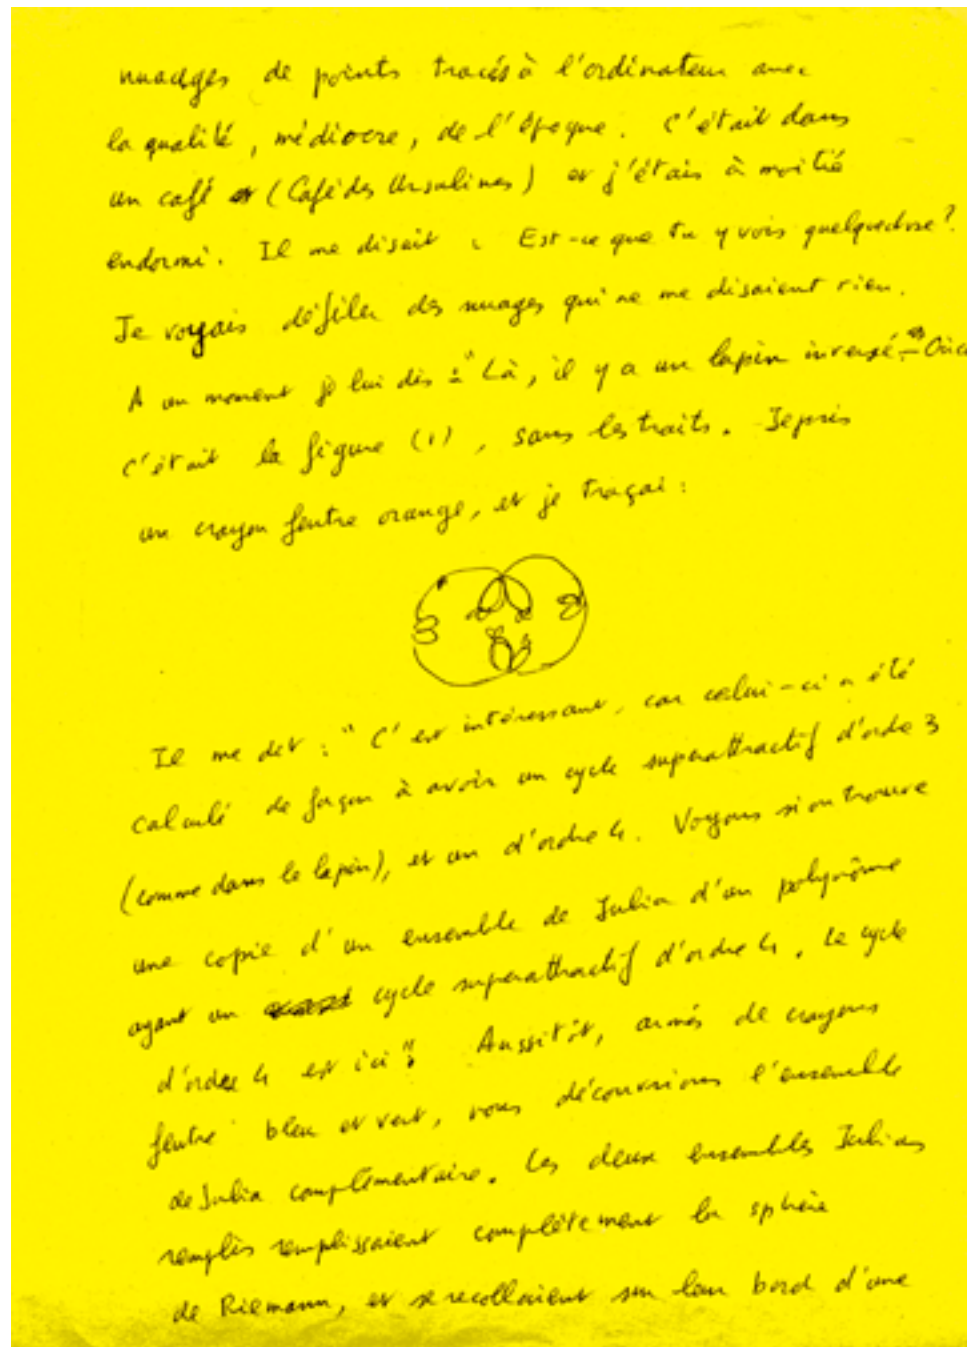 nuages de points tracés à l'ordinateur avec
la qualité, médiocre, de l'époque. C'était dans
un café (Café des Ursulines) et j'étais à moitié
endormi. Il me disait : Est-ce que tu y vois quelquechose?
Je voyais défiler des nuages qui ne me disaient rien.
A un moment je lui dis : "Là, il y a un lapin inversé."
C'était la figure (1), sans les traits. Je pris
un crayon feutre orange, et je traçai :
Il me dit : "C'est intéressant, car celui-ci a été
calculé de façon à avoir un cycle superattractif d'ordre 3
(comme dans le lapin), et un d'ordre 4. Voyons si on trouve
une copie d'un ensemble de Julia d'un polynôme
ayant un cycle superattractif d'ordre 4. Le cycle
d'ordre 4 est ici". Aussitôt, armés de crayons
feutre bleu et vert, nous découvrions l'ensemble
de Julia complémentaire. Les deux ensembles Julias
remplis remplissaient complètement la sphère
de Riemann, et se recollaient sur leur bord d'une